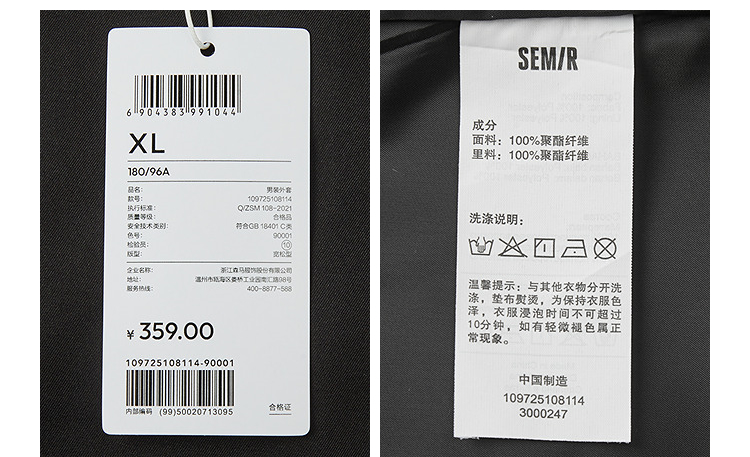 6 904383 991044
XL
180/96A
品名: 男装外套
款号: 109725108114
执行标准: Q/ZSM 108-2021
质量等级: 合格品
安全技术类别: 符合GB 18401 C类
色号: 90001
检验员: 10
版型: 宽松型
企业名称: 浙江森马服饰股份有限公司
地址: 温州市瓯海区娄桥工业园南汇路98号
服务热线: 400-8877-588
¥ 359.00
109725108114-90001
内部编码 (99)50020713095
合格证
SEM/R
成分
面料：100%聚酯纤维
里料：100%聚酯纤维
洗涤说明：
温馨提示：与其他衣物分开洗
涤，垫布熨烫，为保持衣服色
泽，衣服浸泡时间不可超过
10分钟，如有轻微褪色属正
常现象。
中国制造
109725108114
3000247